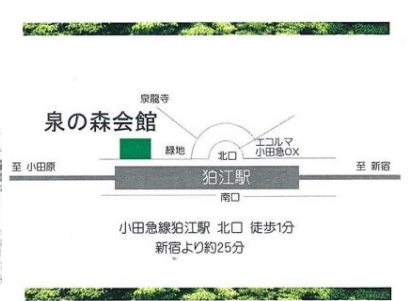 泉龍寺
泉の森会館
緑地
北口
エコルマ
小田急OX
至 小田原
狛江駅
至 新宿
南口
小田急線狛江駅 北口 徒歩1分
新宿より約25分